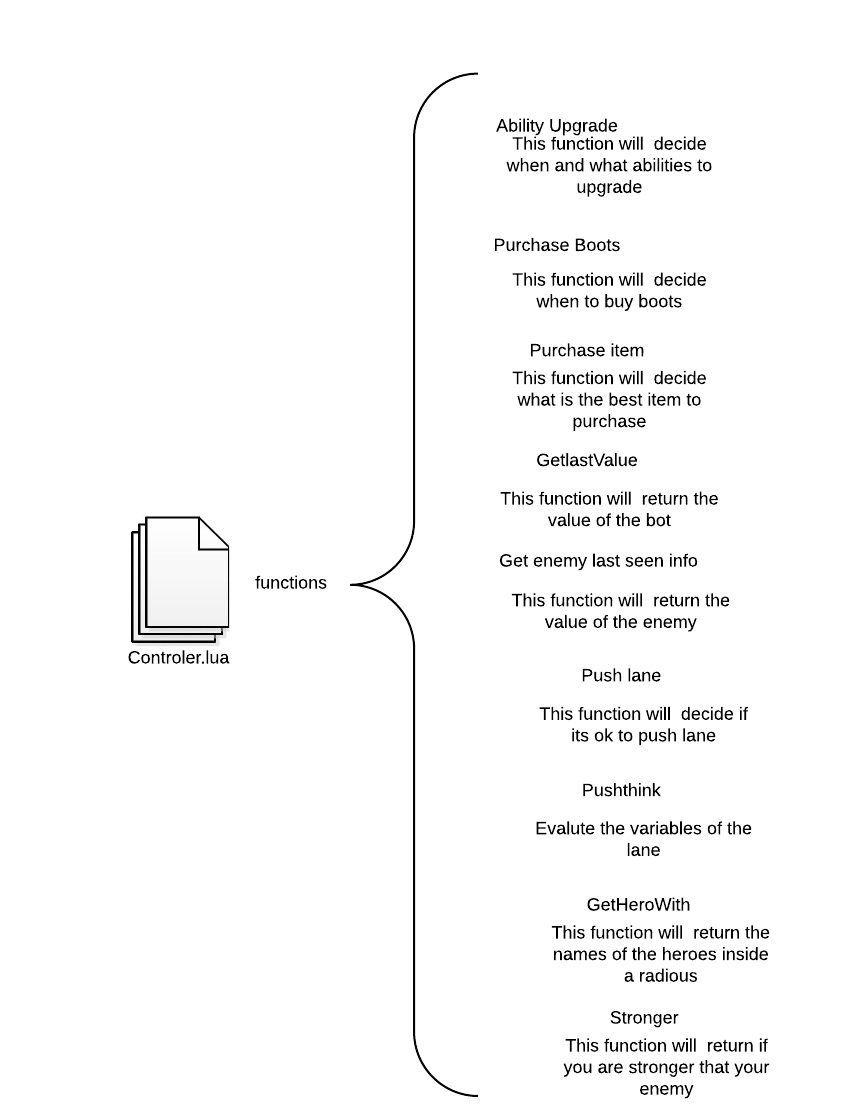 Ability Upgrade
This function will  decide
when and what abilities to
upgrade
Purchase Boots
This function will  decide
when to buy boots
Purchase item
This function will  decide
what is the best item to
purchase
GetlastValue
This function will  return the
value of the bot
Get enemy last seen info
This function will  return the
value of the enemy
functions
Controler.lua
Push lane
This function will  decide if
its ok to push lane
Pushthink
Evalute the variables of the
lane
GetHeroWith
This function will  return the
names of the heroes inside
a radious
Stronger
This function will  return if
you are stronger that your
enemy